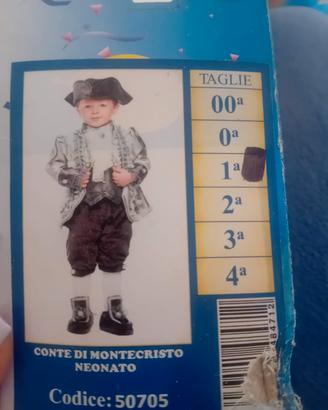 TAGLIE
00ª
0ª
1ª
2ª
3ª
4ª
CONTE DI MONTECRISTO
NEONATO
Codice: 50705